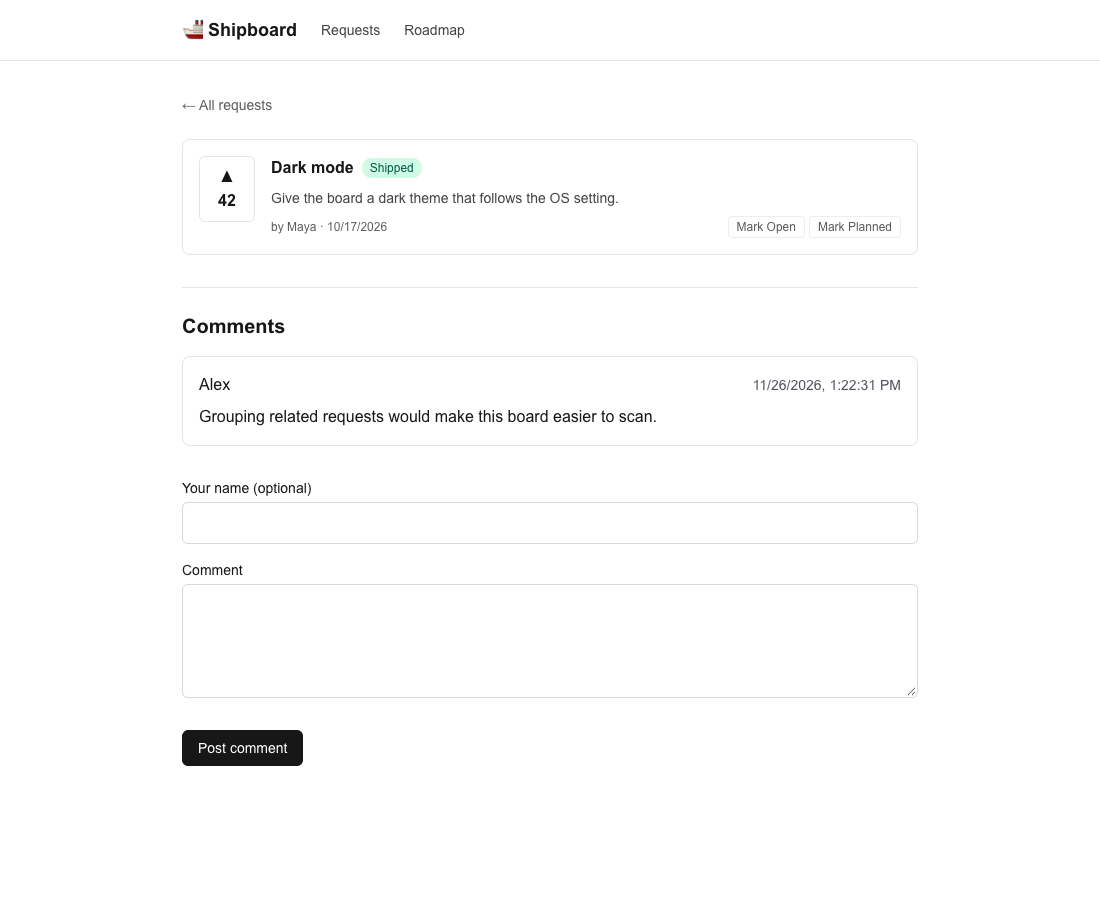 Shipboard Requests Roadmap
← All requests
▲
42
Dark mode Shipped
Give the board a dark theme that follows the OS setting.
by Maya · 10/17/2026 Mark Open Mark Planned
Comments
Alex 11/26/2026, 1:22:31 PM
Grouping related requests would make this board easier to scan.
Your name (optional)
Comment
Post comment